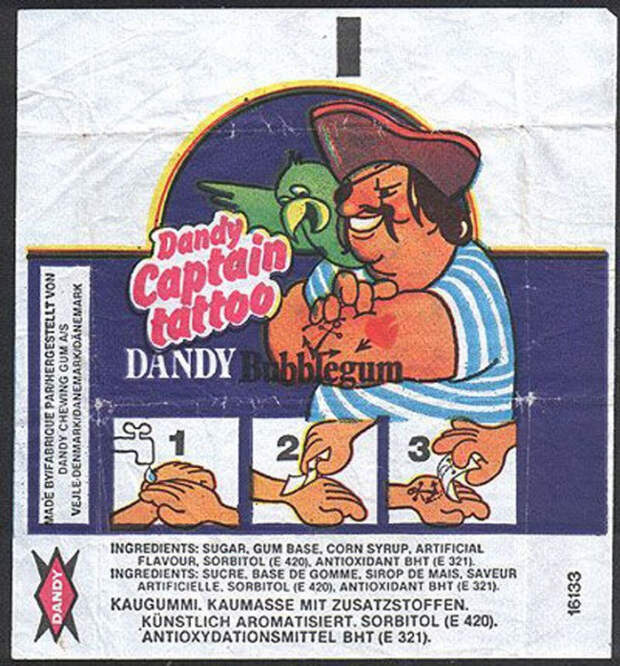 Dandy
Captain
tattoo
DANDY Bubblegum
MADE BY/FABRIQUE PAR/HERGESTELLT VON
DANDY CHEWING GUM A/S
VEJLE-DENMARK/DANEMARK/DÄNEMARK
1
2
3
DANDY
INGREDIENTS: SUGAR, GUM BASE, CORN SYRUP, ARTIFICIAL
FLAVOUR, SORBITOL (E 420), ANTIOXIDANT BHT (E 321).
INGREDIENTS: SUCRE, BASE DE GOMME, SIROP DE MAIS, SAVEUR
ARTIFICIELLE, SORBITOL (E 420), ANTIOXIDANT BHT (E 321).
KAUGUMMI. KAUMASSE MIT ZUSATZSTOFFEN.
KÜNSTLICH AROMATISIERT. SORBITOL (E 420).
ANTIOXYDATIONSMITTEL BHT (E 321).
16133